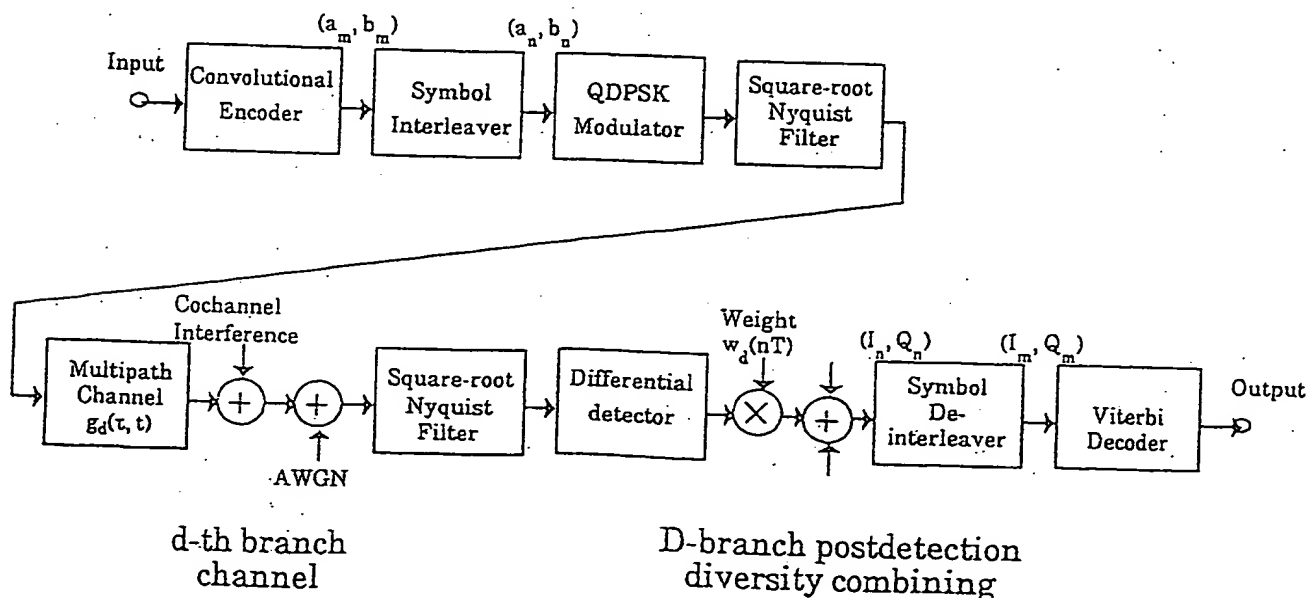 (a_m, b_m)
(a_n, b_n)
Input
Convolutional
Encoder
Symbol
Interleaver
QDPSK
Modulator
Square-root
Nyquist
Filter
Cochannel
Interference
Multipath
Channel
g_d(τ, t)
AWGN
Square-root
Nyquist
Filter
Differential
detector
Weight
w_d(nT)
(I_n, Q_n)
(I_m, Q_m)
Symbol
De-
interleaver
Viterbi
Decoder
Output
d-th branch
channel
D-branch postdetection
diversity combining